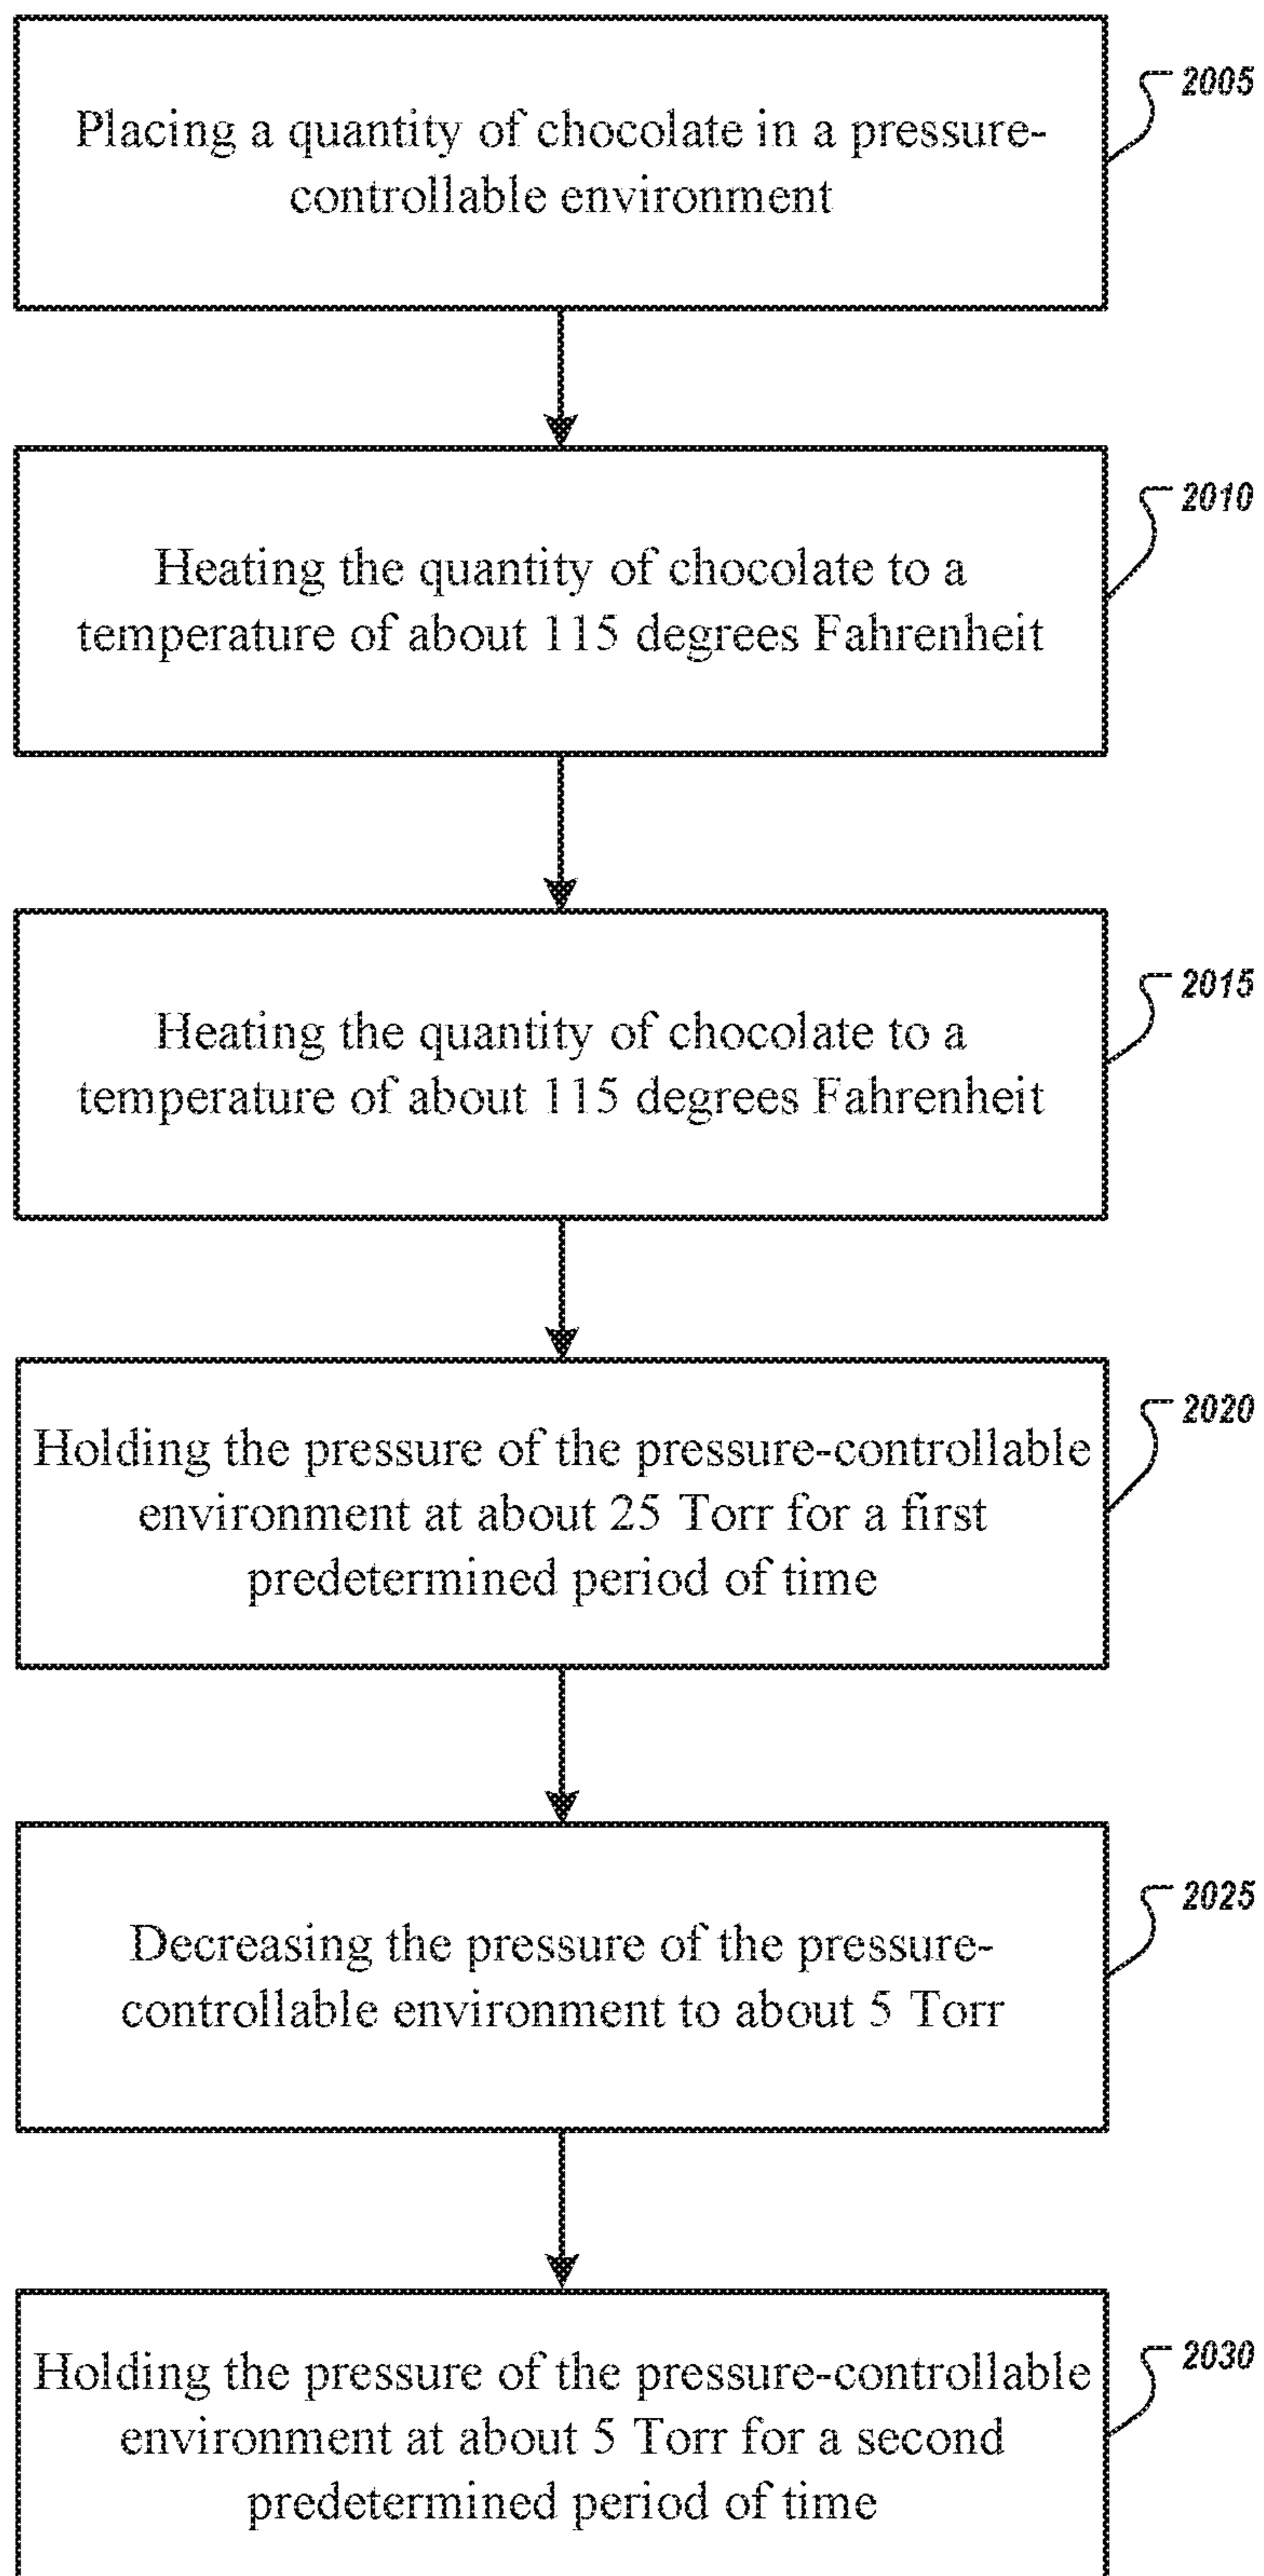 2005
Placing a quantity of chocolate in a pressure-
controllable environment
2010
Heating the quantity of chocolate to a
temperature of about 115 degrees Fahrenheit
2015
Heating the quantity of chocolate to a
temperature of about 115 degrees Fahrenheit
2020
Holding the pressure of the pressure-controllable
environment at about 25 Torr for a first
predetermined period of time
2025
Decreasing the pressure of the pressure-
controllable environment to about 5 Torr
2030
Holding the pressure of the pressure-controllable
environment at about 5 Torr for a second
predetermined period of time